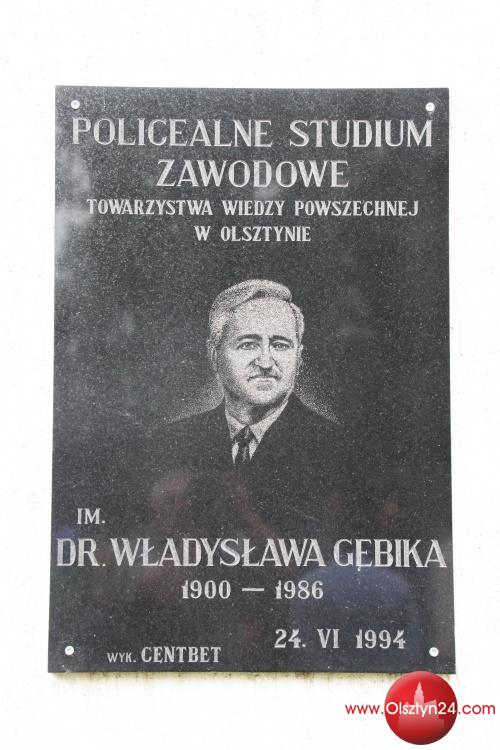 POLICEALNE STUDIUM
ZAWODOWE
TOWARZYSTWA WIEDZY POWSZECHNEJ
W OLSZTYNIE
IM.
DR. WŁADYSŁAWA GĘBIKA
1900 — 1986
24. VI 1994
WYK. CENTBET
www.Olsztyn24.com